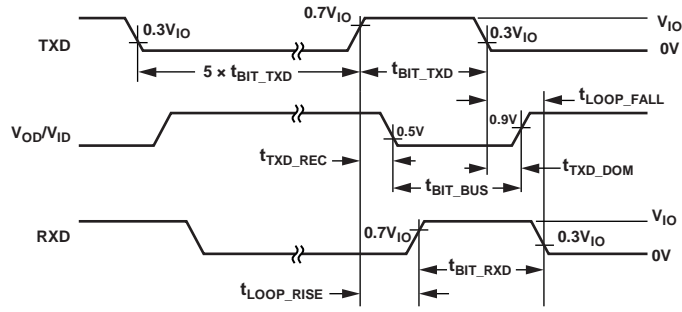 0.7VIO
VIO
TXD
0.3VIO
0.3VIO
0V
5 × tBIT_TXD
tBIT_TXD
tLOOP_FALL
0.9V
VOD/VID
0.5V
tTXD_REC
tTXD_DOM
tBIT_BUS
VIO
RXD
0.7VIO
0.3VIO
0V
tBIT_RXD
tLOOP_RISE